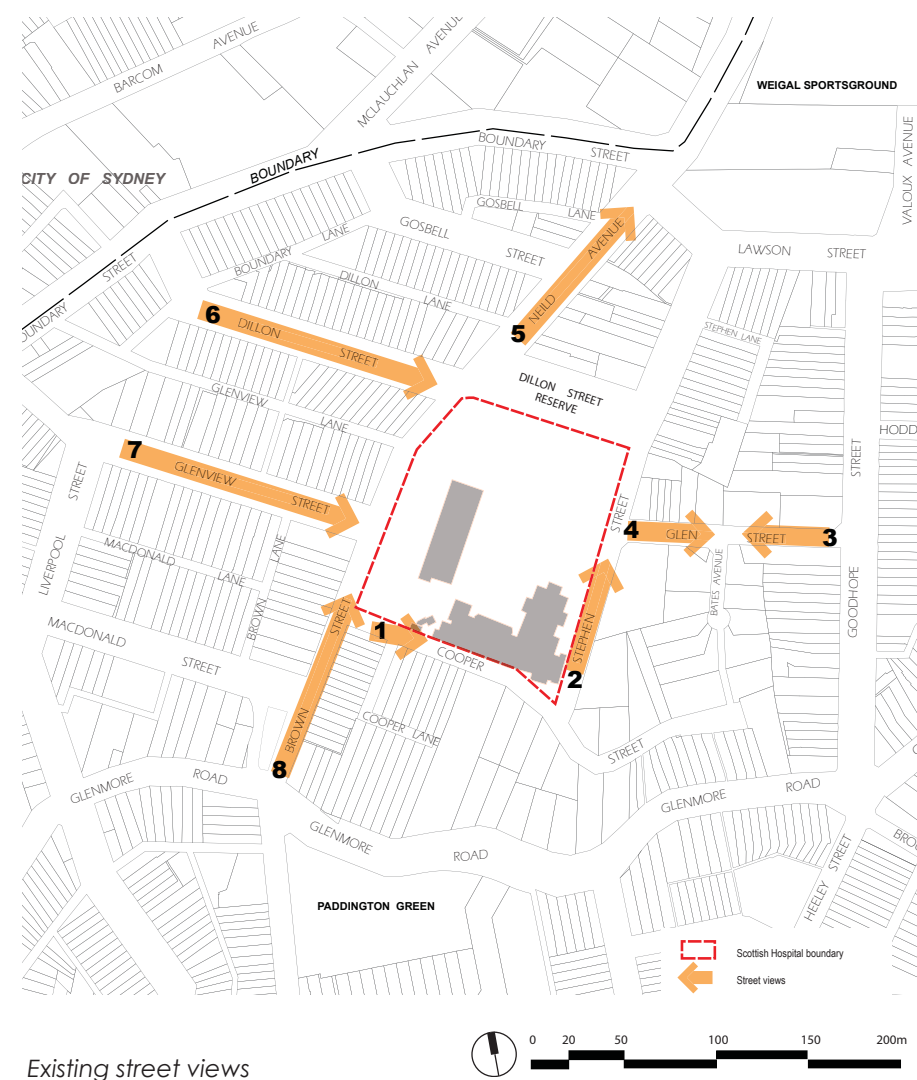 AVENUE
BARCOM
MCLAUCHLAN AVENUE
WEIGAL SPORTSGROUND
VALOUX AVENUE
BOUNDARY STREET
BOUNDARY
CITY OF SYDNEY
GOSBELL LANE
GOSBELL STREET
NEILD AVENUE
LAWSON STREET
STREET
BOUNDARY LANE
DILLON LANE
OUNDARY
6
DILLON STREET
5
STEPHEN LANE
DILLON STREET
RESERVE
GLENVIEW LANE
HODD
7
GLENVIEW STREET
STREET
LIVERPOOL
STREET
STREET
4
GLEN STREET
3
MACDONALD LANE
LANE
BROWN
BATES AVENUE
GOODHOPE
MACDONALD STREET
1
STREET
BROWN
COOPER
STEPHEN
2
COOPER LANE
STREET
8
GLENMORE ROAD
GLENMORE ROAD
GLENMORE ROAD
HEELEY STREET
BRO
PADDINGTON GREEN
Scottish Hospital boundary
Street views
Existing street views
0 20 50 100 150 200m